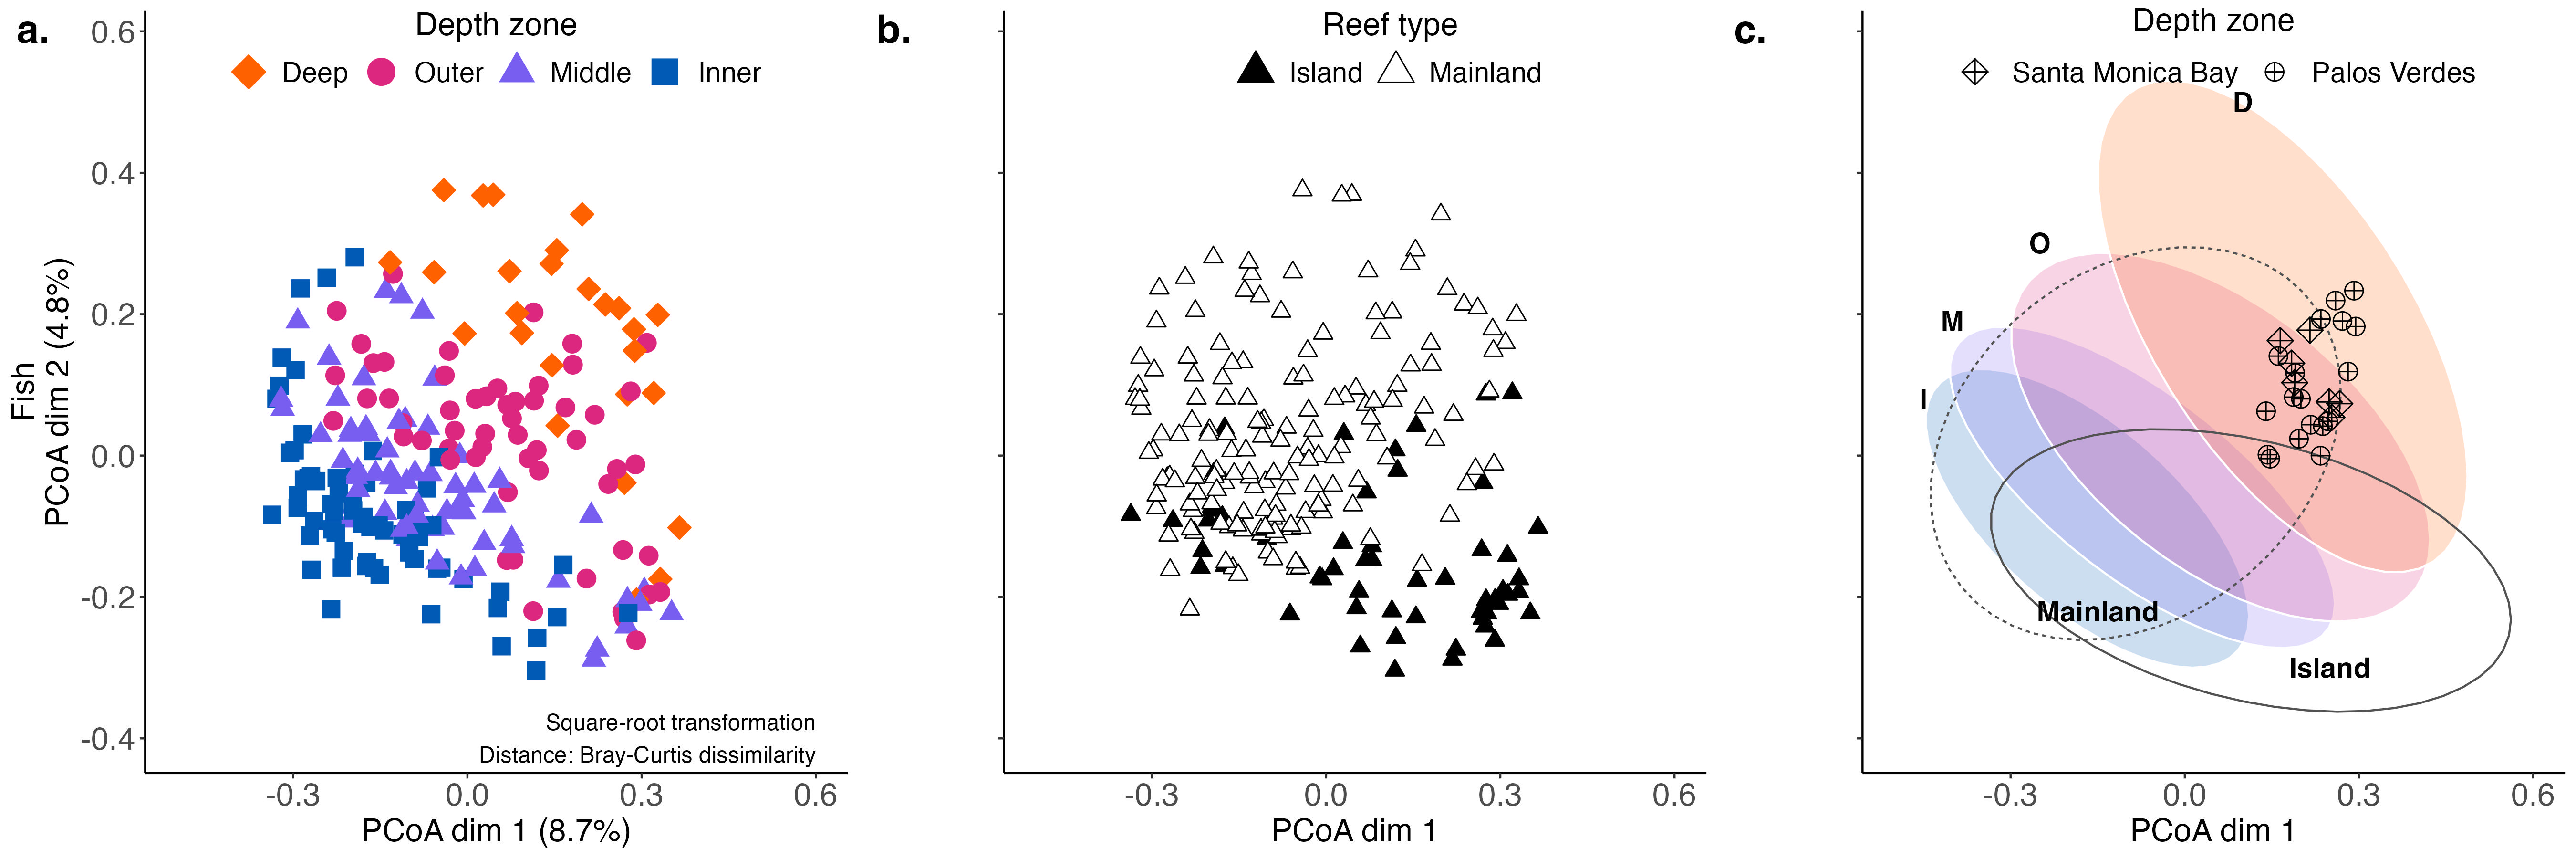 a.
Depth zone
Deep Outer Middle Inner
Fish
PCoA dim 2 (4.8%)
0.6
0.4
0.2
0.0
-0.2
-0.4
Square-root transformation
Distance: Bray-Curtis dissimilarity
-0.3 0.0 0.3 0.6
PCoA dim 1 (8.7%)
b.
Reef type
Island Mainland
-0.3 0.0 0.3 0.6
PCoA dim 1
c.
Depth zone
Santa Monica Bay Palos Verdes
D
O
M
I
Mainland
Island
-0.3 0.0 0.3 0.6
PCoA dim 1